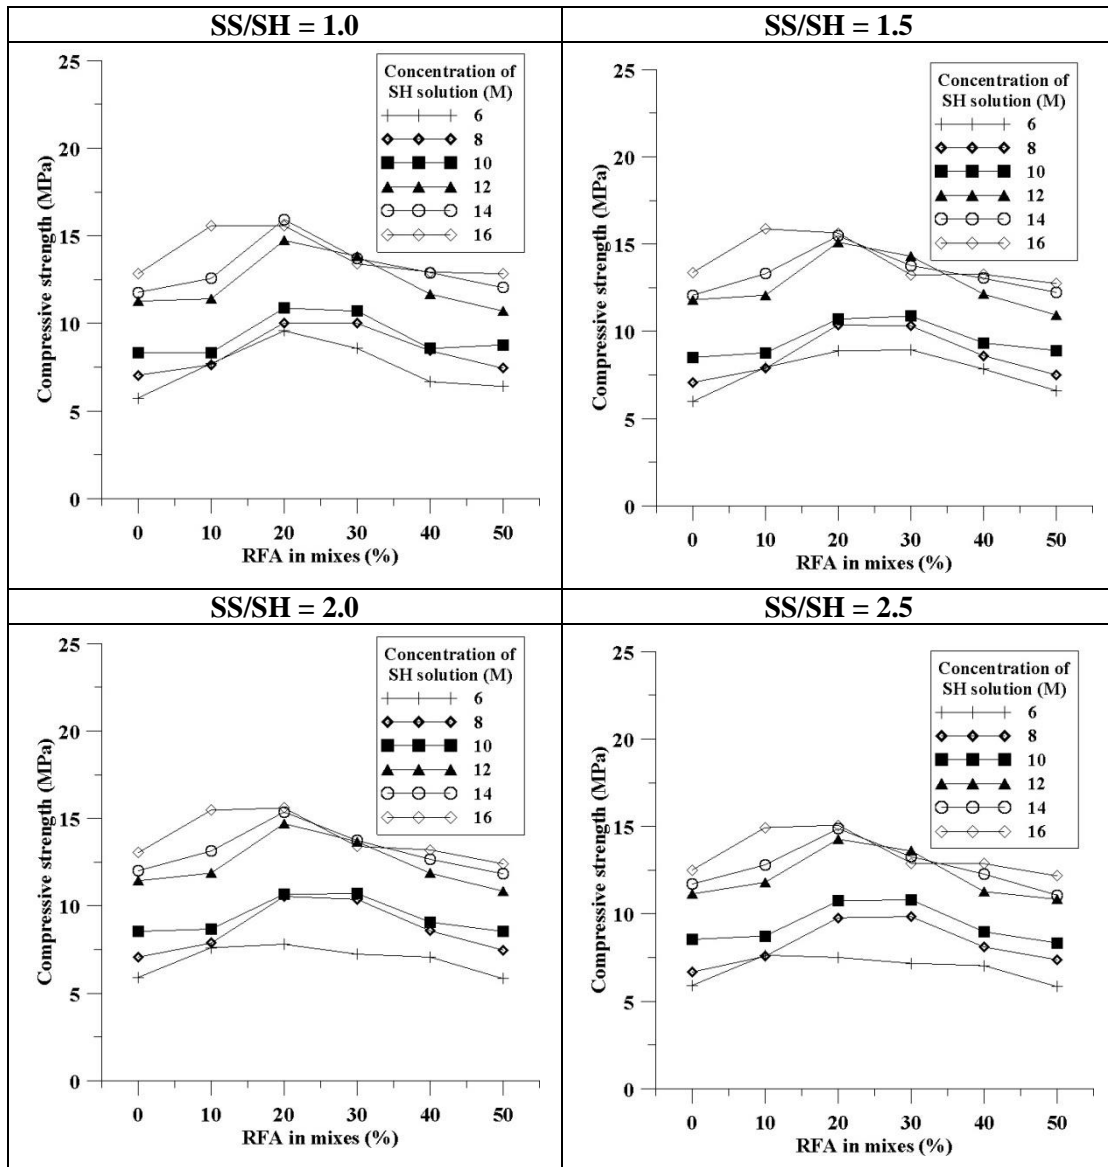 SS/SH = 1.0
25
20
15
10
5
0
Compressive strength (MPa)
0 10 20 30 40 50
RFA in mixes (%)
Concentration of
SH solution (M)
6
8
10
12
14
16
SS/SH = 1.5
25
20
15
10
5
0
Compressive strength (MPa)
0 10 20 30 40 50
RFA in mixes (%)
Concentration of
SH solution (M)
6
8
10
12
14
16
SS/SH = 2.0
25
20
15
10
5
0
Compressive strength (MPa)
0 10 20 30 40 50
RFA in mixes (%)
Concentration of
SH solution (M)
6
8
10
12
14
16
SS/SH = 2.5
25
20
15
10
5
0
Compressive strength (MPa)
0 10 20 30 40 50
RFA in mixes (%)
Concentration of
SH solution (M)
6
8
10
12
14
16